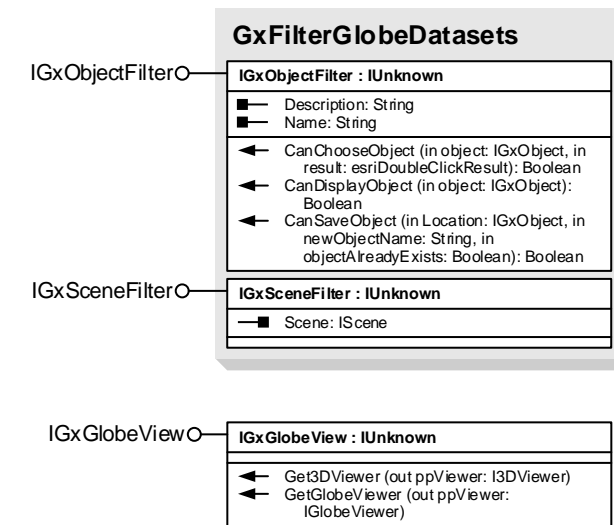 GxFilterGlobeDatasets
IGxObjectFilter
IGxObjectFilter : IUnknown
Description: String
Name: String
CanChooseObject (in object: IGxObject, in
result: esriDoubleClickResult): Boolean
CanDisplayObject (in object: IGxObject):
Boolean
CanSaveObject (in Location: IGxObject, in
newObjectName: String, in
objectAlreadyExists: Boolean): Boolean
IGxSceneFilter
IGxSceneFilter : IUnknown
Scene: IScene
IGxGlobeView
IGxGlobeView : IUnknown
Get3DViewer (out ppViewer: I3DViewer)
GetGlobeViewer (out ppViewer:
IGlobeViewer)